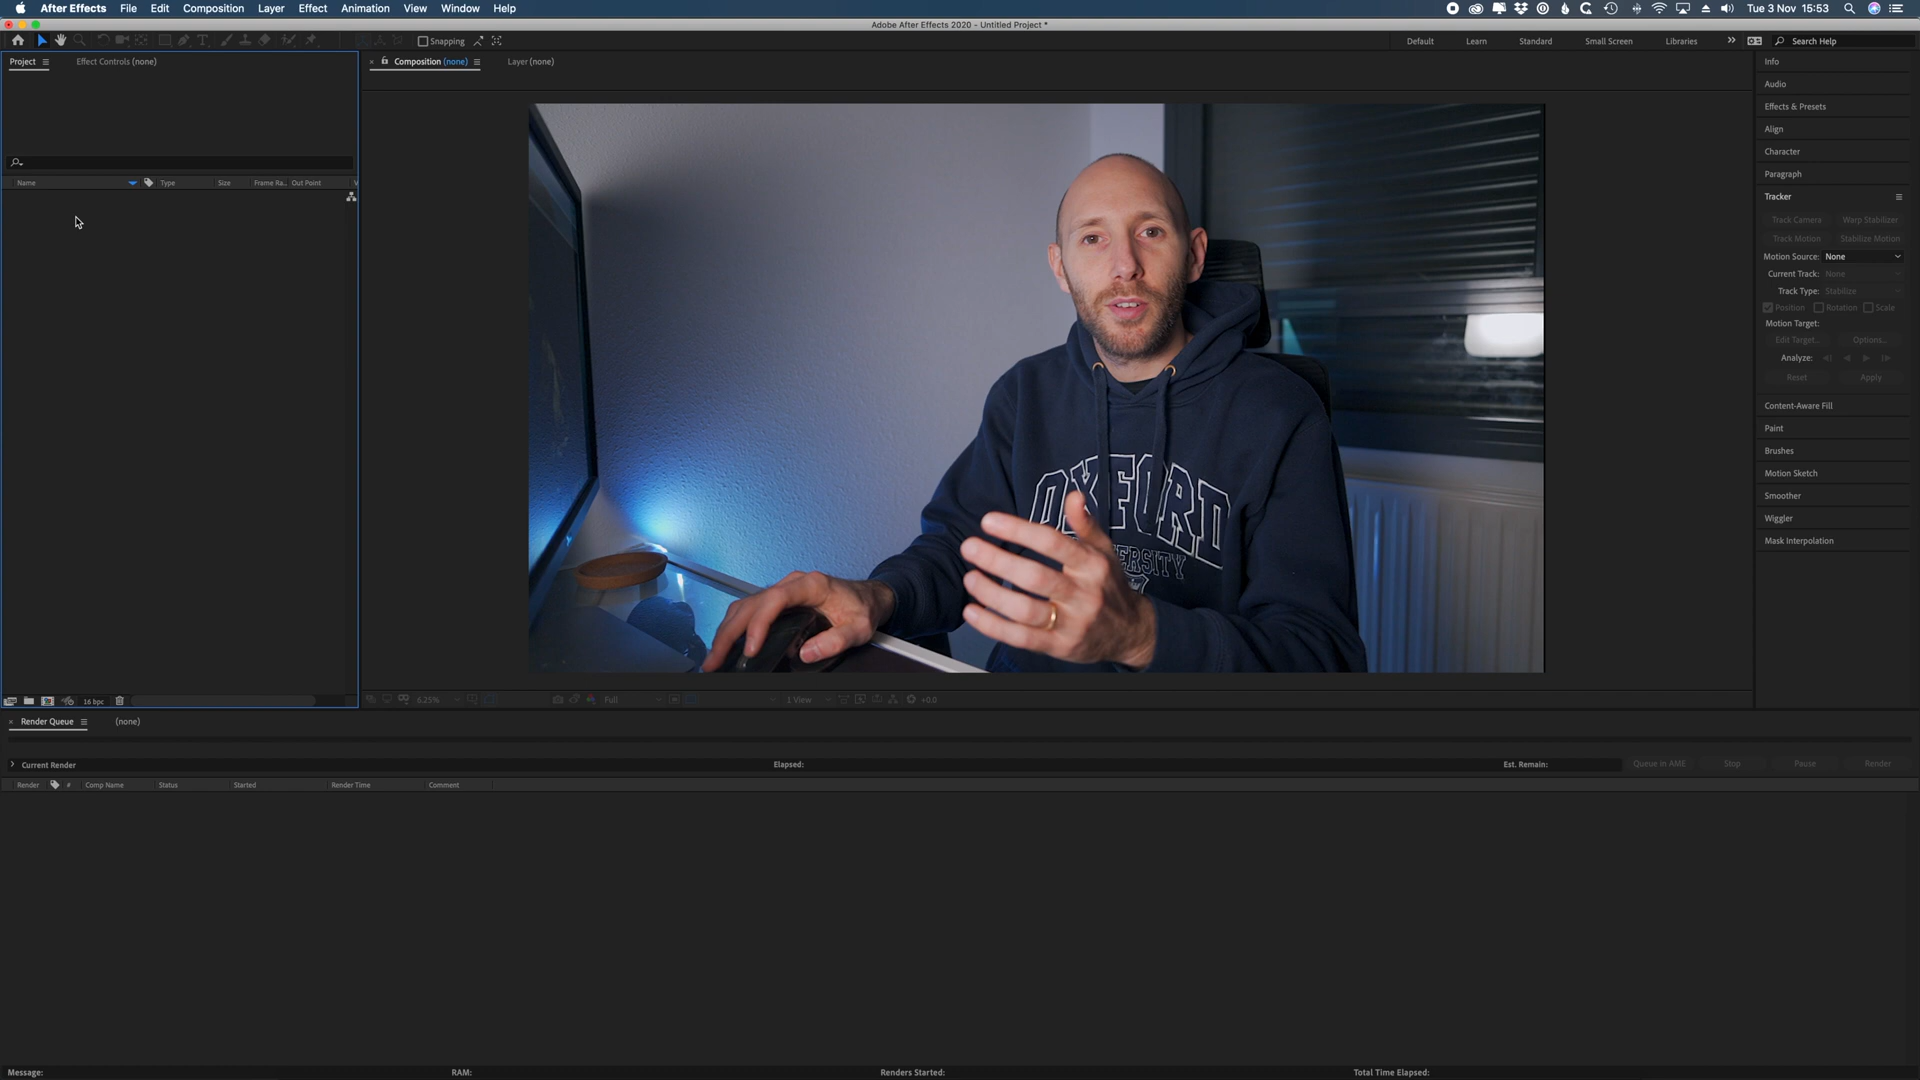 After Effects File Edit Composition Layer Effect Animation View Window Help Tue 3 Nov 15:53
Adobe After Effects 2020 - Untitled Project *
Snapping Default Learn Standard Small Screen Libraries Search Help
Project Effect Controls (none) Composition (none) Layer (none)
Name Type Size Frame Ra... Out Point V
16 bpc
OXFORD
ERSITY
6.25% Full 1 View +0.0
Info
Audio
Effects & Presets
Align
Character
Paragraph
Tracker
Track Camera Warp Stabilizer
Track Motion Stabilize Motion
Motion Source: None
Current Track: None
Track Type: Stabilize
Position Rotation Scale
Motion Target:
Edit Target... Options...
Analyze:
Reset Apply
Content-Aware Fill
Paint
Brushes
Motion Sketch
Smoother
Wiggler
Mask Interpolation
Render Queue (none)
Current Render Elapsed: Est. Remain: Queue in AME Stop Pause Render
Render # Comp Name Status Started Render Time Comment
Message: RAM: Renders Started: Total Time Elapsed: